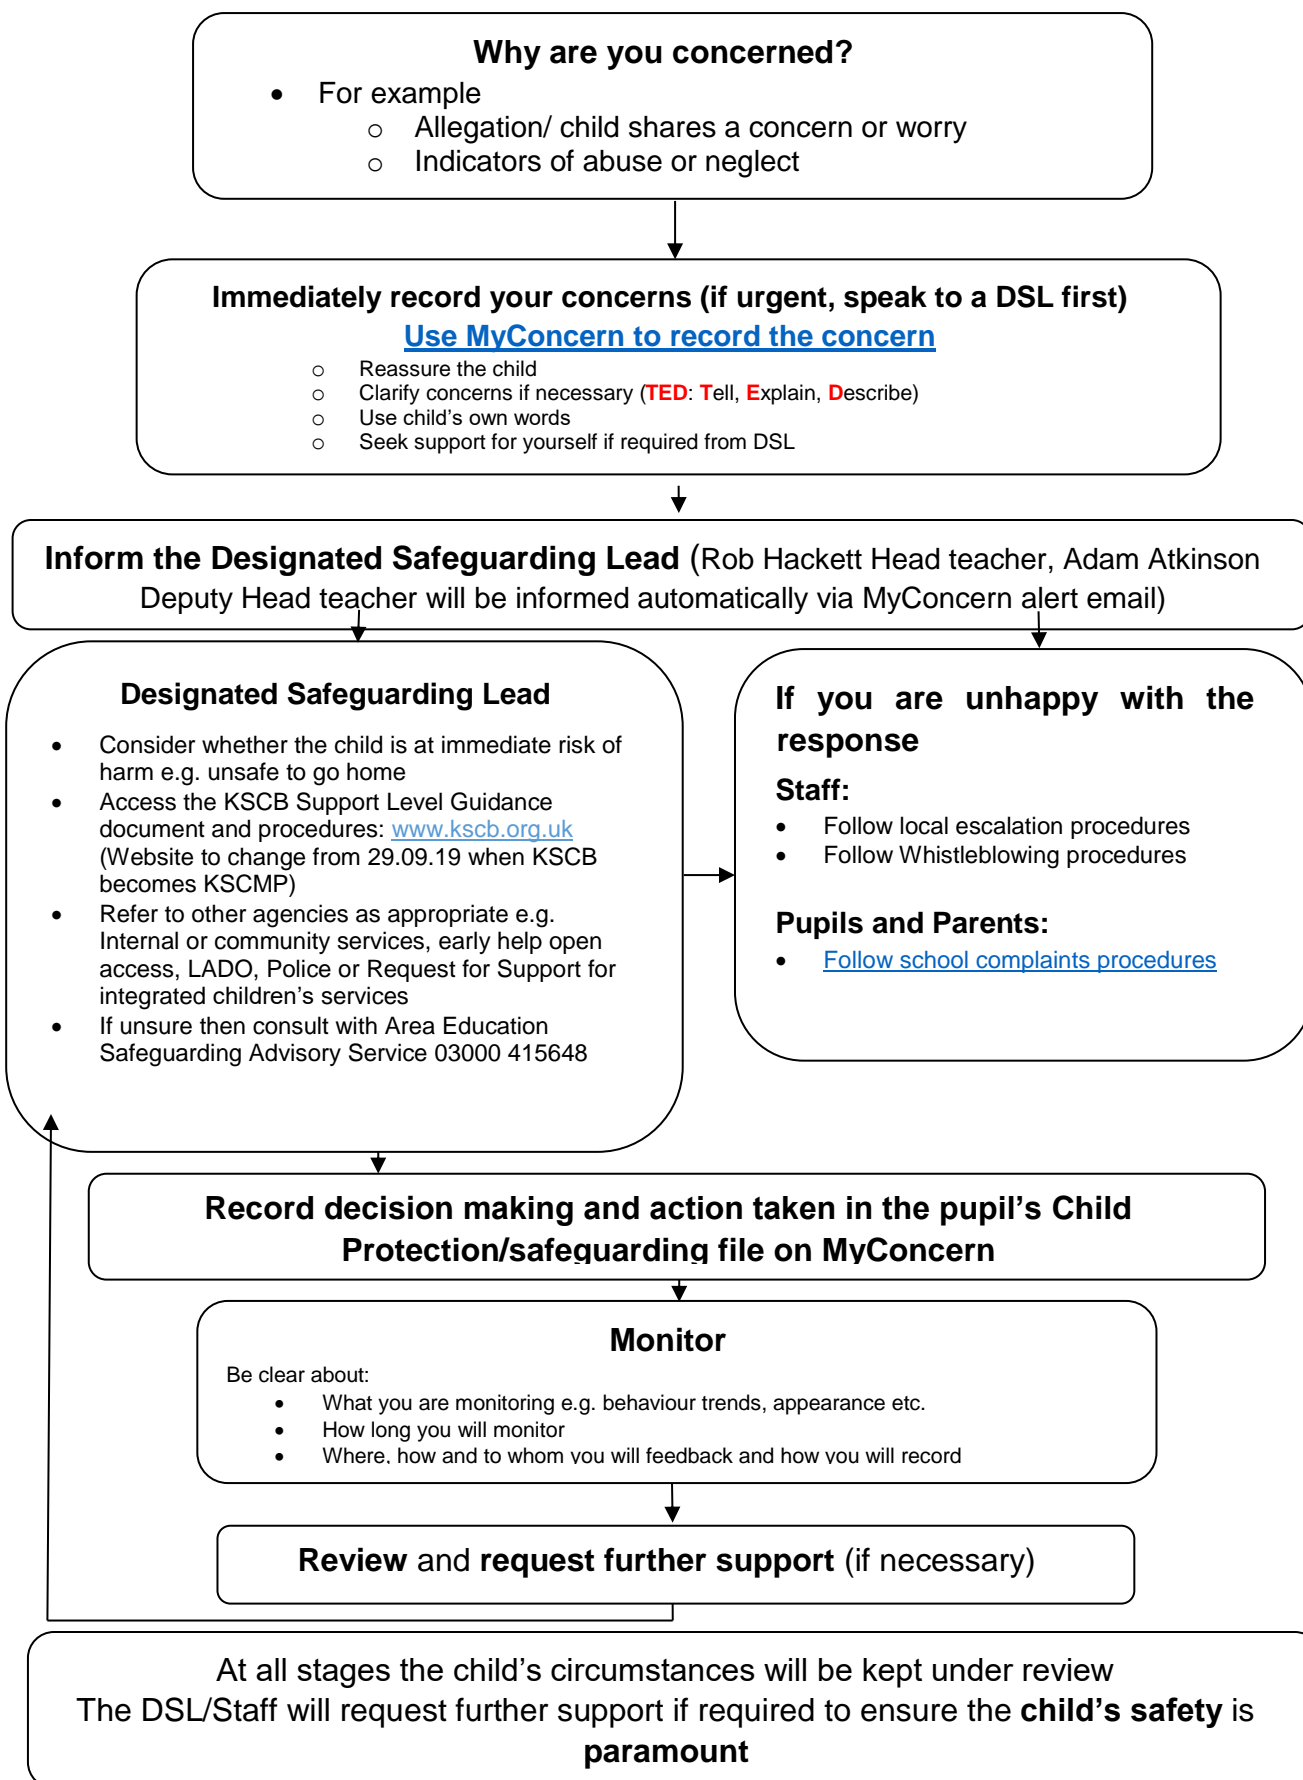 Why are you concerned?
• For example
o Allegation/ child shares a concern or worry
o Indicators of abuse or neglect
Immediately record your concerns (if urgent, speak to a DSL first)
Use MyConcern to record the concern
o Reassure the child
o Clarify concerns if necessary (TED: Tell, Explain, Describe)
o Use child’s own words
o Seek support for yourself if required from DSL
Inform the Designated Safeguarding Lead (Rob Hackett Head teacher, Adam Atkinson
Deputy Head teacher will be informed automatically via MyConcern alert email)
Designated Safeguarding Lead
• Consider whether the child is at immediate risk of
harm e.g. unsafe to go home
• Access the KSCB Support Level Guidance
document and procedures: www.kscb.org.uk
(Website to change from 29.09.19 when KSCB
becomes KSCMP)
• Refer to other agencies as appropriate e.g.
Internal or community services, early help open
access, LADO, Police or Request for Support for
integrated children’s services
• If unsure then consult with Area Education
Safeguarding Advisory Service 03000 415648
If you are unhappy with the
response
Staff:
• Follow local escalation procedures
• Follow Whistleblowing procedures
Pupils and Parents:
• Follow school complaints procedures
Record decision making and action taken in the pupil’s Child
Protection/safeguarding file on MyConcern
Monitor
Be clear about:
• What you are monitoring e.g. behaviour trends, appearance etc.
• How long you will monitor
• Where, how and to whom you will feedback and how you will record
Review and request further support (if necessary)
At all stages the child’s circumstances will be kept under review
The DSL/Staff will request further support if required to ensure the child’s safety is
paramount